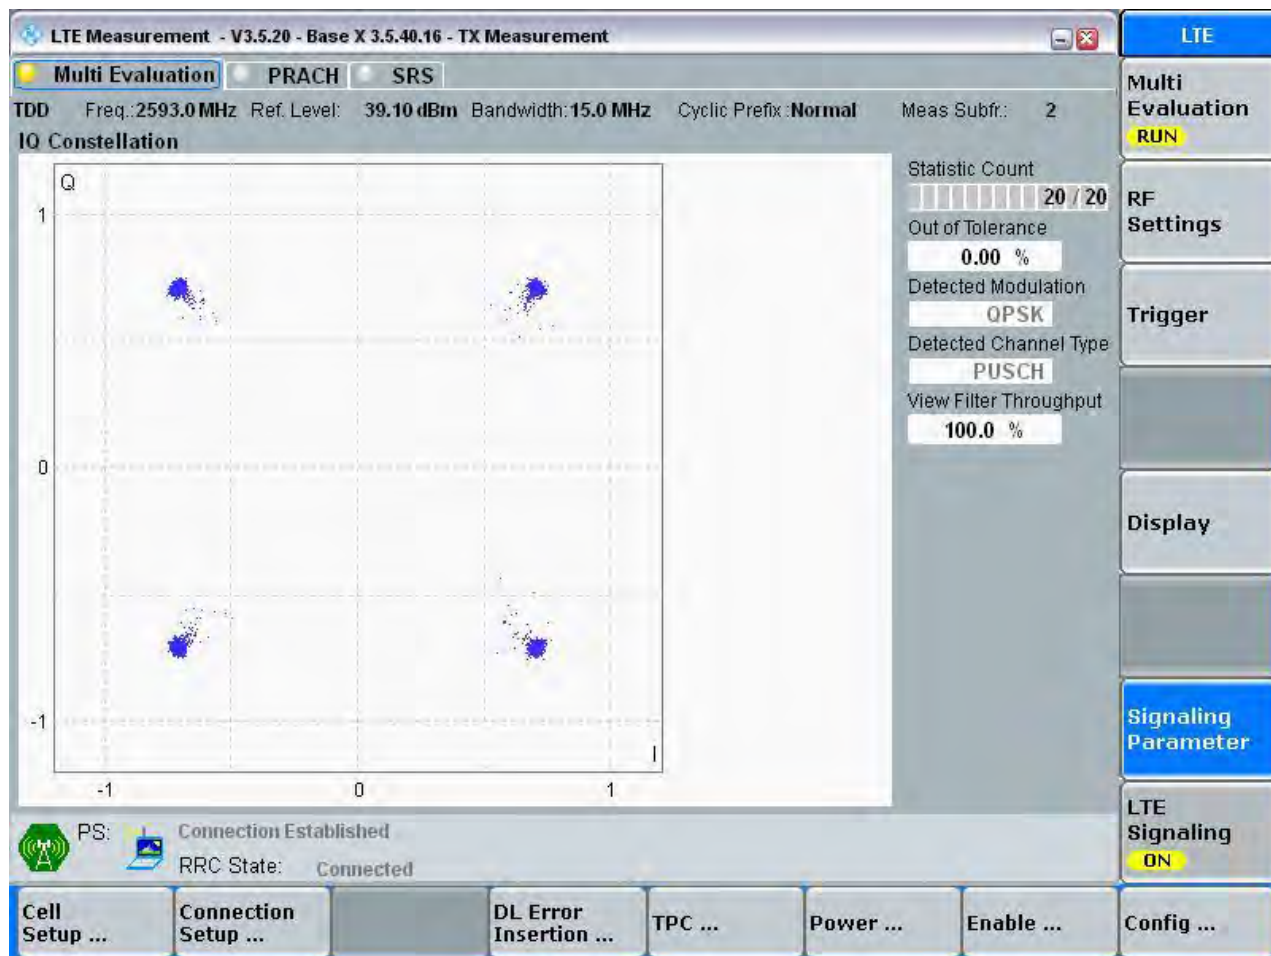 LTE Measurement - V3.5.20 - Base X 3.5.40.16 - TX Measurement
Multi Evaluation PRACH SRS
TDD Freq.:2593.0 MHz Ref. Level: 39.10 dBm Bandwidth:15.0 MHz Cyclic Prefix :Normal Meas Subfr.: 2
IQ Constellation
Q
1
0
-1
I
-1 0 1
Statistic Count
20 / 20
Out of Tolerance
0.00 %
Detected Modulation
QPSK
Detected Channel Type
PUSCH
View Filter Throughput
100.0 %
PS: Connection Established
RRC State: Connected
LTE
Multi
Evaluation
RUN
RF
Settings
Trigger
Display
Signaling
Parameter
LTE
Signaling
ON
Cell
Setup ...
Connection
Setup ...
DL Error
Insertion ...
TPC ...
Power ...
Enable ...
Config ...